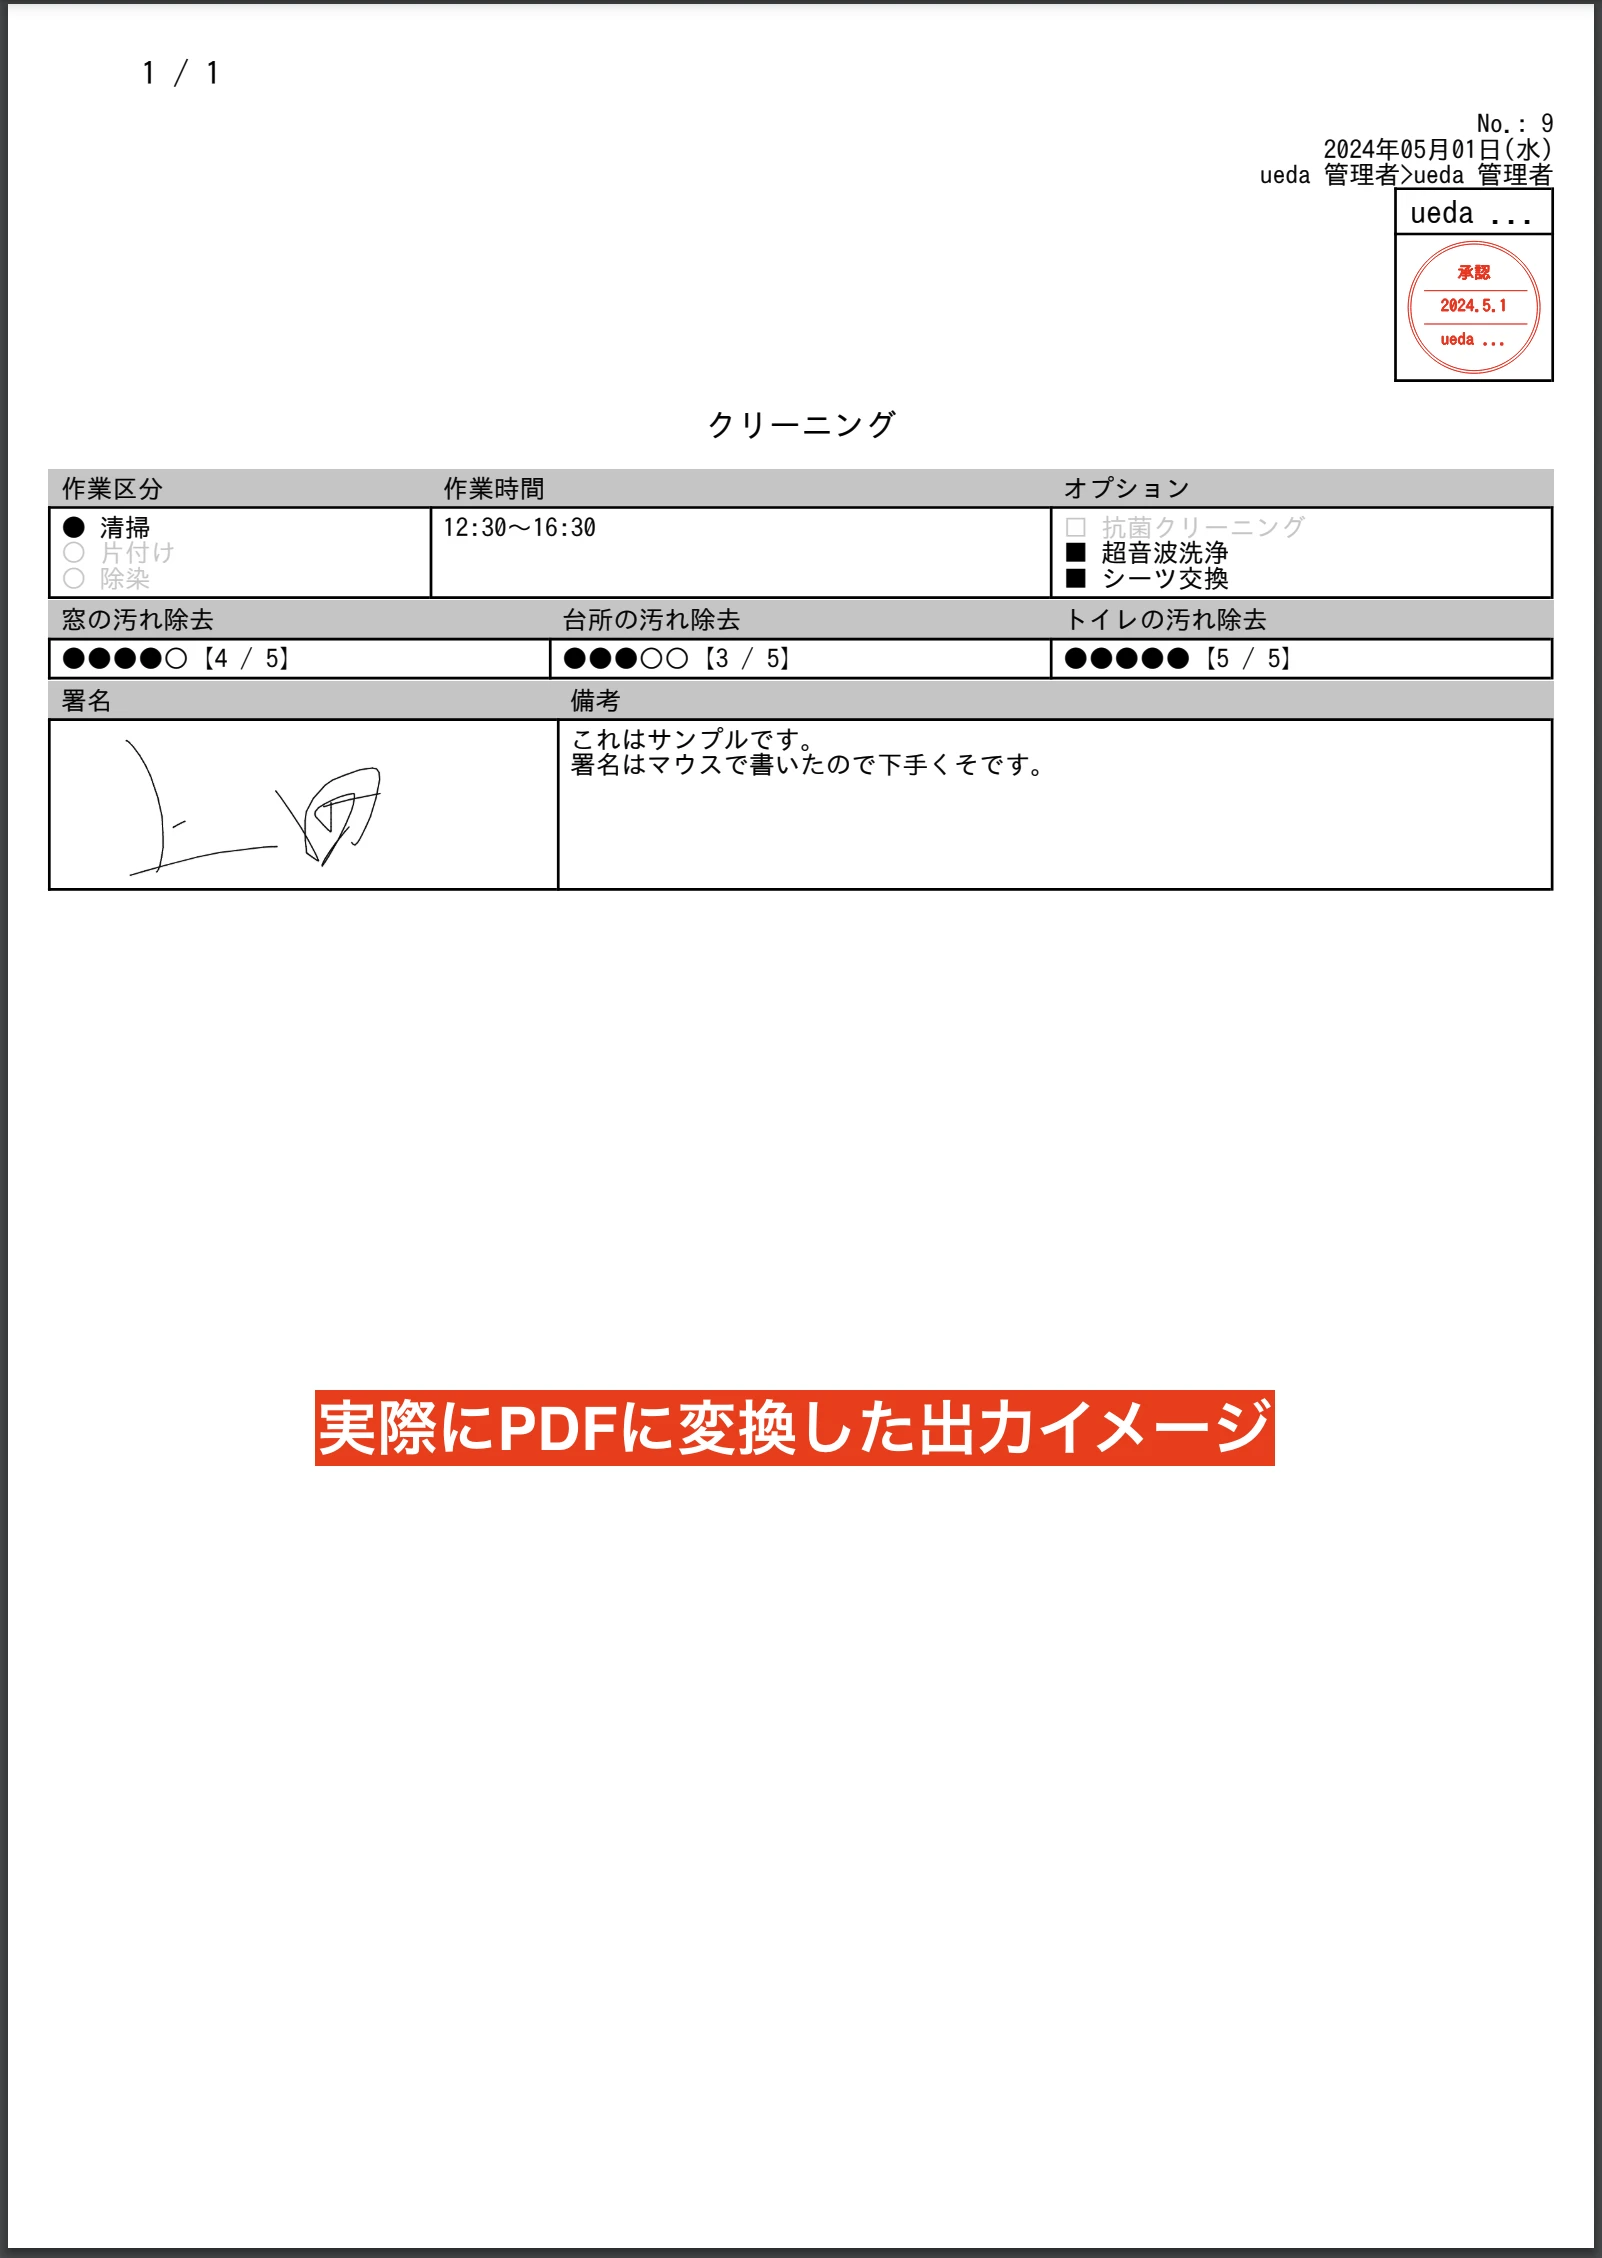 1 / 1
No.: 9
2024年05月01日(水)
ueda 管理者>ueda 管理者
ueda ...
承認
2024.5.1
ueda ...
クリーニング
作業区分 作業時間 オプション
● 清掃 12:30～16:30 □ 抗菌クリーニング
○ 片付け ■ 超音波洗浄
○ 除染 ■ シーツ交換
窓の汚れ除去 台所の汚れ除去 トイレの汚れ除去
●●●●○【4 / 5】 ●●●○○【3 / 5】 ●●●●●【5 / 5】
署名 備考
これはサンプルです。
署名はマウスで書いたので下手くそです。
上田
実際にPDFに変換した出力イメージ